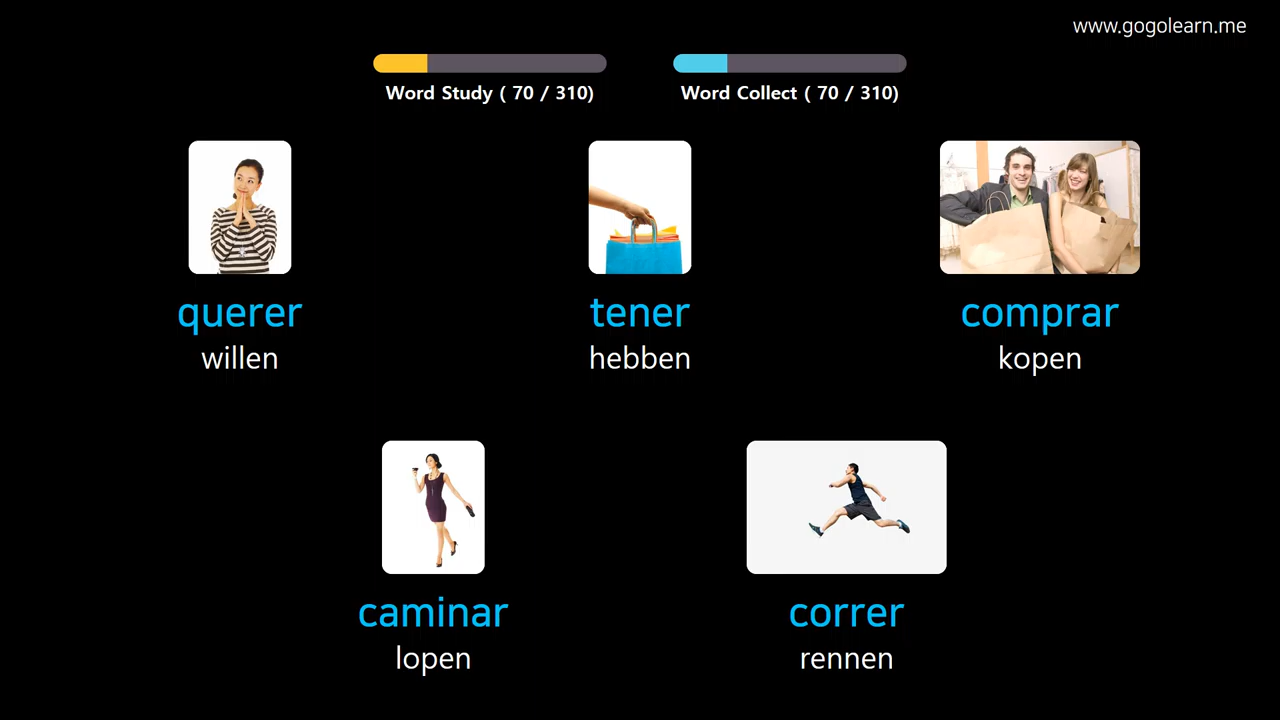 www.gogolearn.me
Word Study ( 70 / 310)
Word Collect ( 70 / 310)
querer
willen
tener
hebben
comprar
kopen
caminar
lopen
correr
rennen